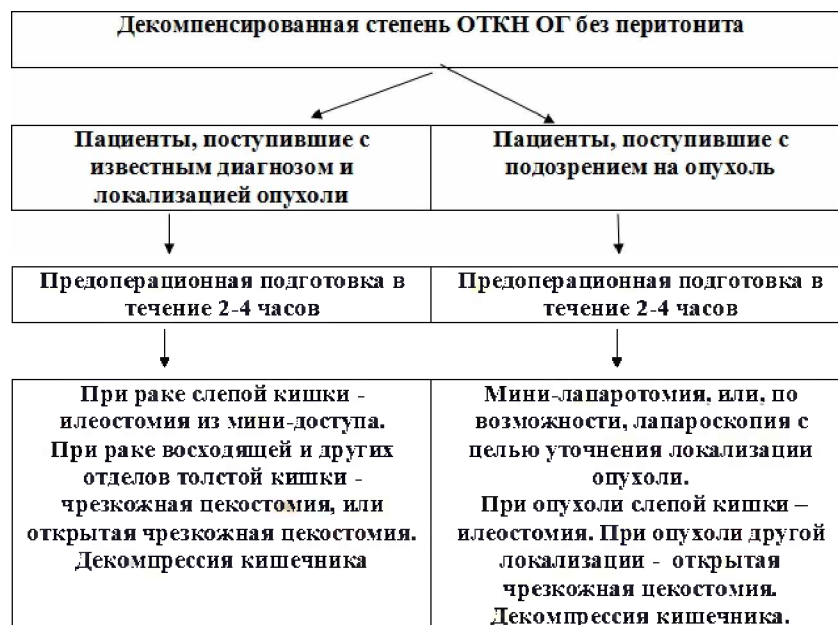 Декомпенсированная степень ОТКН ОГ без перитонита
Пациенты, поступившие с
известным диагнозом и
локализацией опухоли
Пациенты, поступившие с
подозрением на опухоль
Предоперационная подготовка в
течение 2-4 часов
Предоперационная подготовка в
течение 2-4 часов
При раке слепой кишки -
илеостомия из мини-доступа.
При раке восходящей и других
отделов толстой кишки -
чрезкожная цекостомия, или
открытая чрезкожная цекостомия.
Декомпрессия кишечника
Мини-лапаротомия, или, по
возможности, лапароскопия с
целью уточнения локализации
опухоли.
При опухоли слепой кишки –
илеостомия. При опухоли другой
локализации - открытая
чрезкожная цекостомия.
Декомпрессия кишечника.